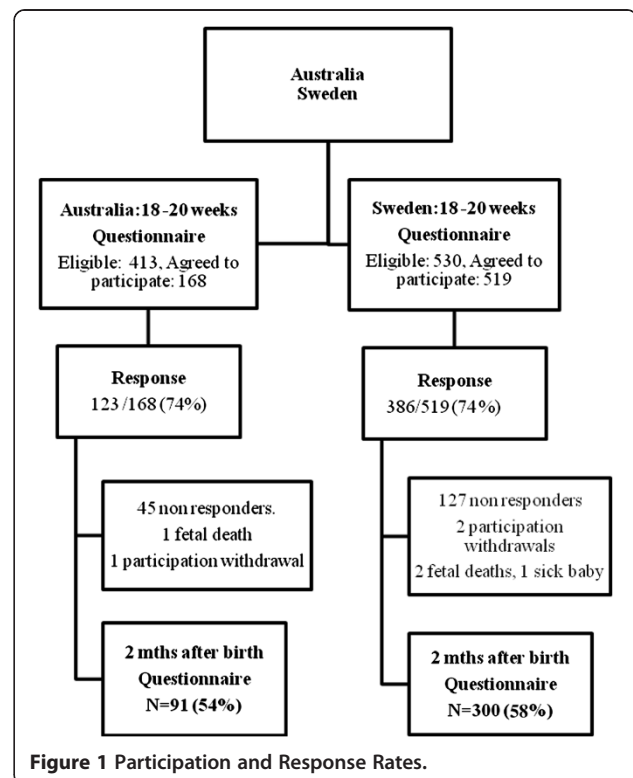 Australia
Sweden
Australia:18-20 weeks
Questionnaire
Eligible: 413, Agreed to
participate: 168
Sweden:18-20 weeks
Questionnaire
Eligible: 530, Agreed to
participate: 519
Response
123/168 (74%)
Response
386/519 (74%)
45 non responders.
1 fetal death
1 participation withdrawal
127 non responders
2 participation
withdrawals
2 fetal deaths, 1 sick baby
2 mths after birth
Questionnaire
N=91 (54%)
2 mths after birth
Questionnaire
N=300 (58%)
Figure 1 Participation and Response Rates.